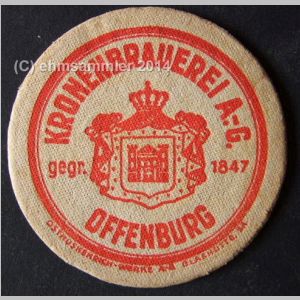 (C) ehmsammler 2014
KRONENBRAUEREI A.-G.
gegr. 1847
OFFENBURG